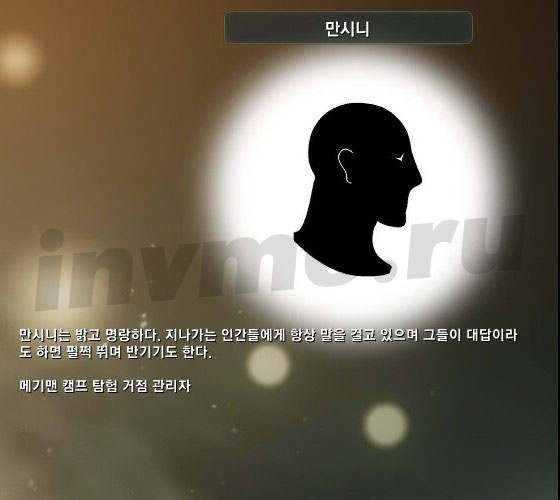 만시니
invmo.ru
만시니는 밝고 명랑하다. 지나가는 인간들에게 항상 말을 걸고 있으며 그들이 대답이라
도 하면 펄쩍 뛰며 반기기도 한다.
메기맨 캠프 탐험 거점 관리자